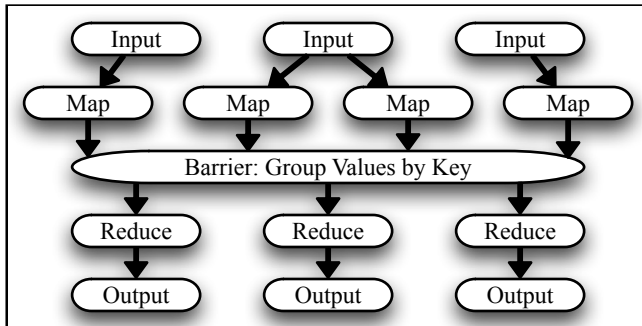 Input Input Input
Map Map Map Map
Barrier: Group Values by Key
Reduce Reduce Reduce
Output Output Output